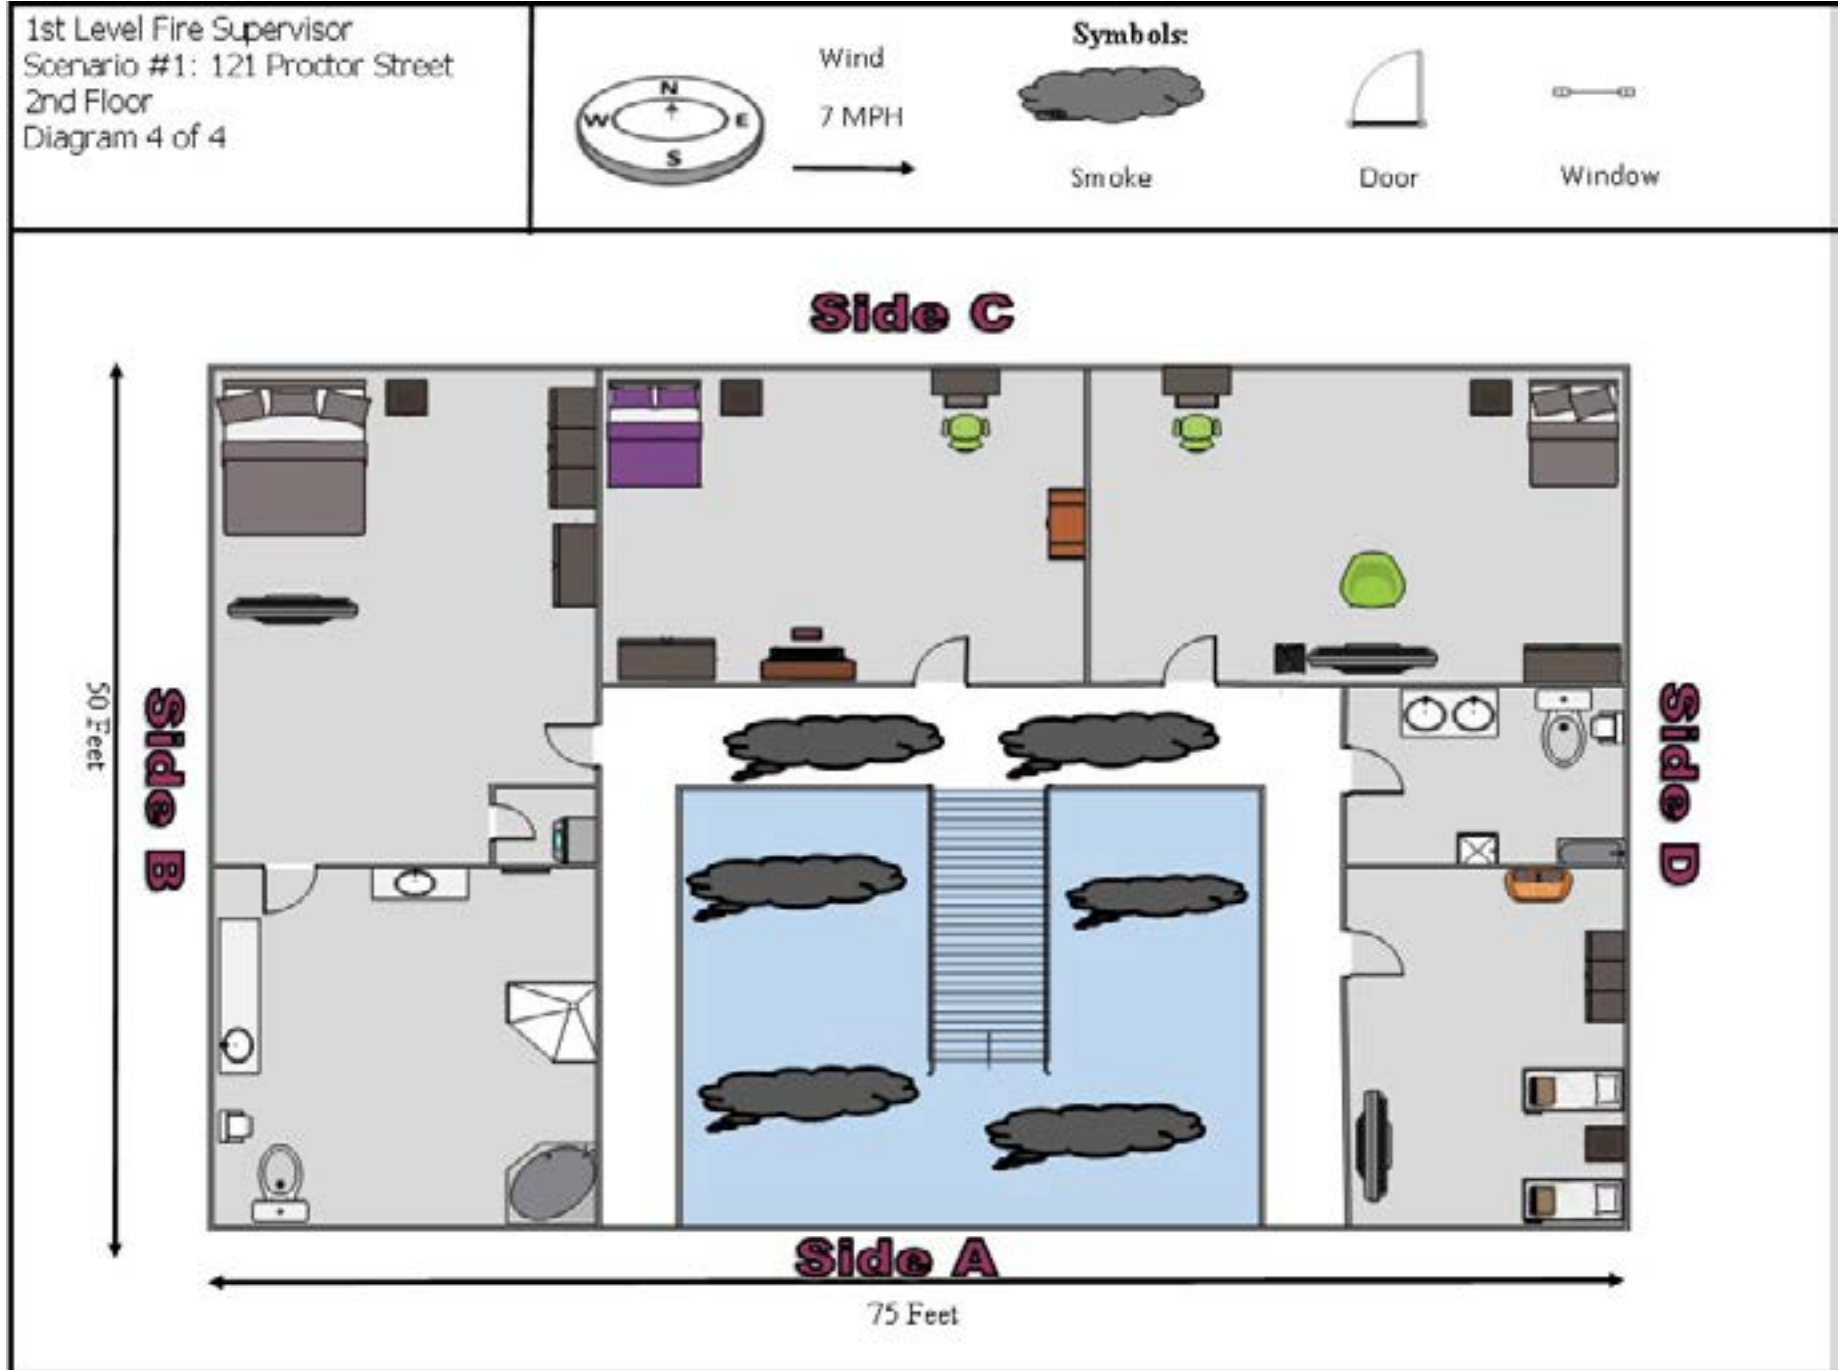 1st Level Fire Supervisor
Scenario #1: 121 Proctor Street
2nd Floor
Diagram 4 of 4
N
W
E
S
Wind
7 MPH
Symbols:
Smoke
Door
Window
Side C
50 Feet
Side B
Side D
Side A
75 Feet